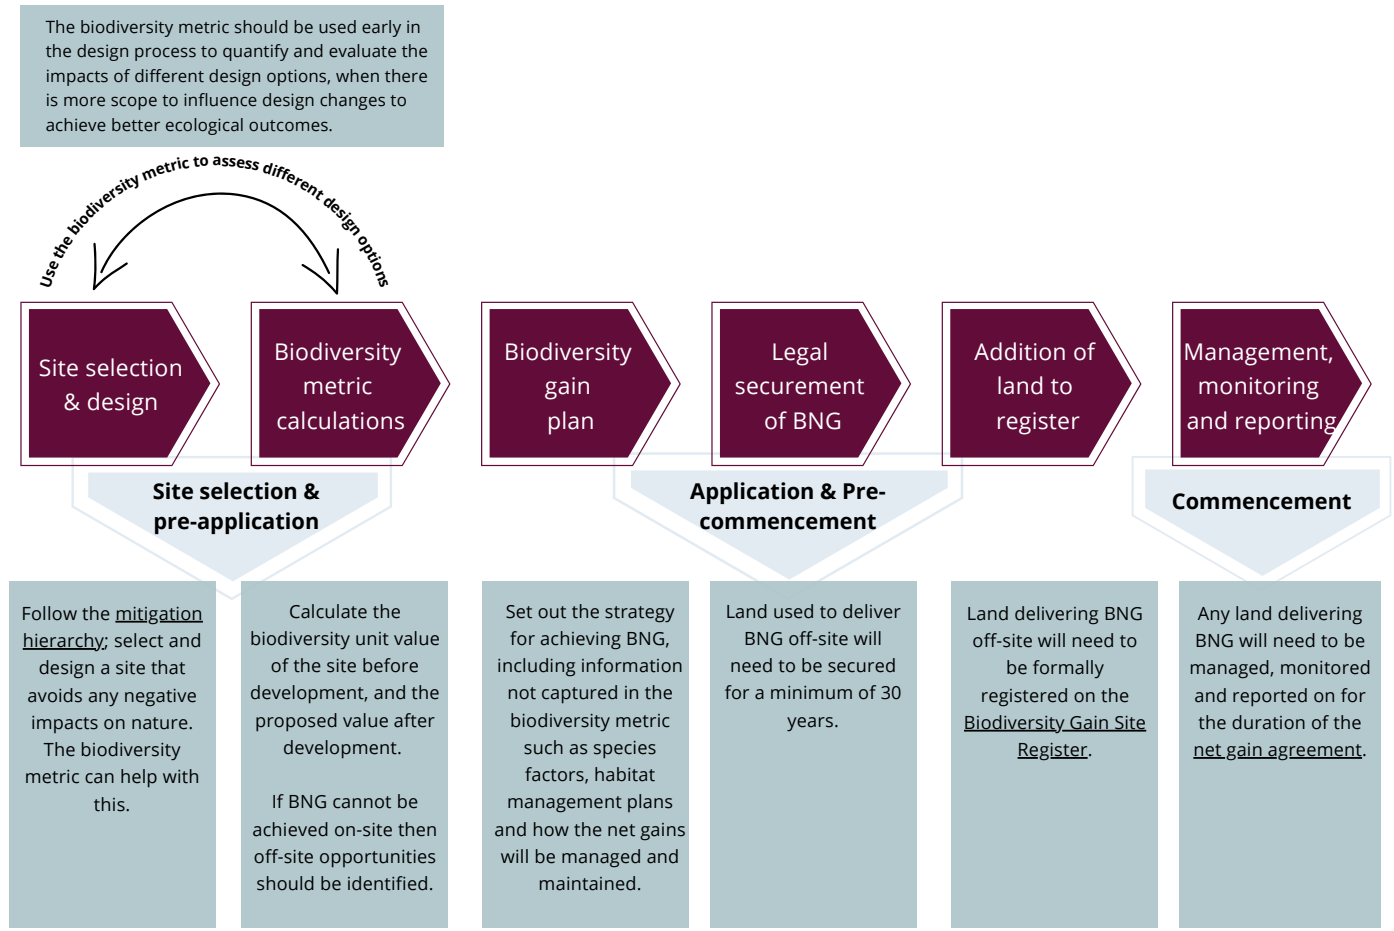 The biodiversity metric should be used early in
the design process to quantify and evaluate the
impacts of different design options, when there
is more scope to influence design changes to
achieve better ecological outcomes.
Use the biodiversity metric to assess different design options
Site selection
& design
Biodiversity
metric
calculations
Biodiversity
gain
plan
Legal
securement
of BNG
Addition of
land to
register
Management,
monitoring
and reporting
Site selection &
pre-application
Application & Pre-
commencement
Commencement
Follow the mitigation
hierarchy; select and
design a site that
avoids any negative
impacts on nature.
The biodiversity
metric can help with
this.
Calculate the
biodiversity unit value
of the site before
development, and the
proposed value after
development.
If BNG cannot be
achieved on-site then
off-site opportunities
should be identified.
Set out the strategy
for achieving BNG,
including information
not captured in the
biodiversity metric
such as species
factors, habitat
management plans
and how the net gains
will be managed and
maintained.
Land used to deliver
BNG off-site will
need to be secured
for a minimum of 30
years.
Land delivering BNG
off-site will need to
be formally
registered on the
Biodiversity Gain Site
Register.
Any land delivering
BNG will need to be
managed, monitored
and reported on for
the duration of the
net gain agreement.